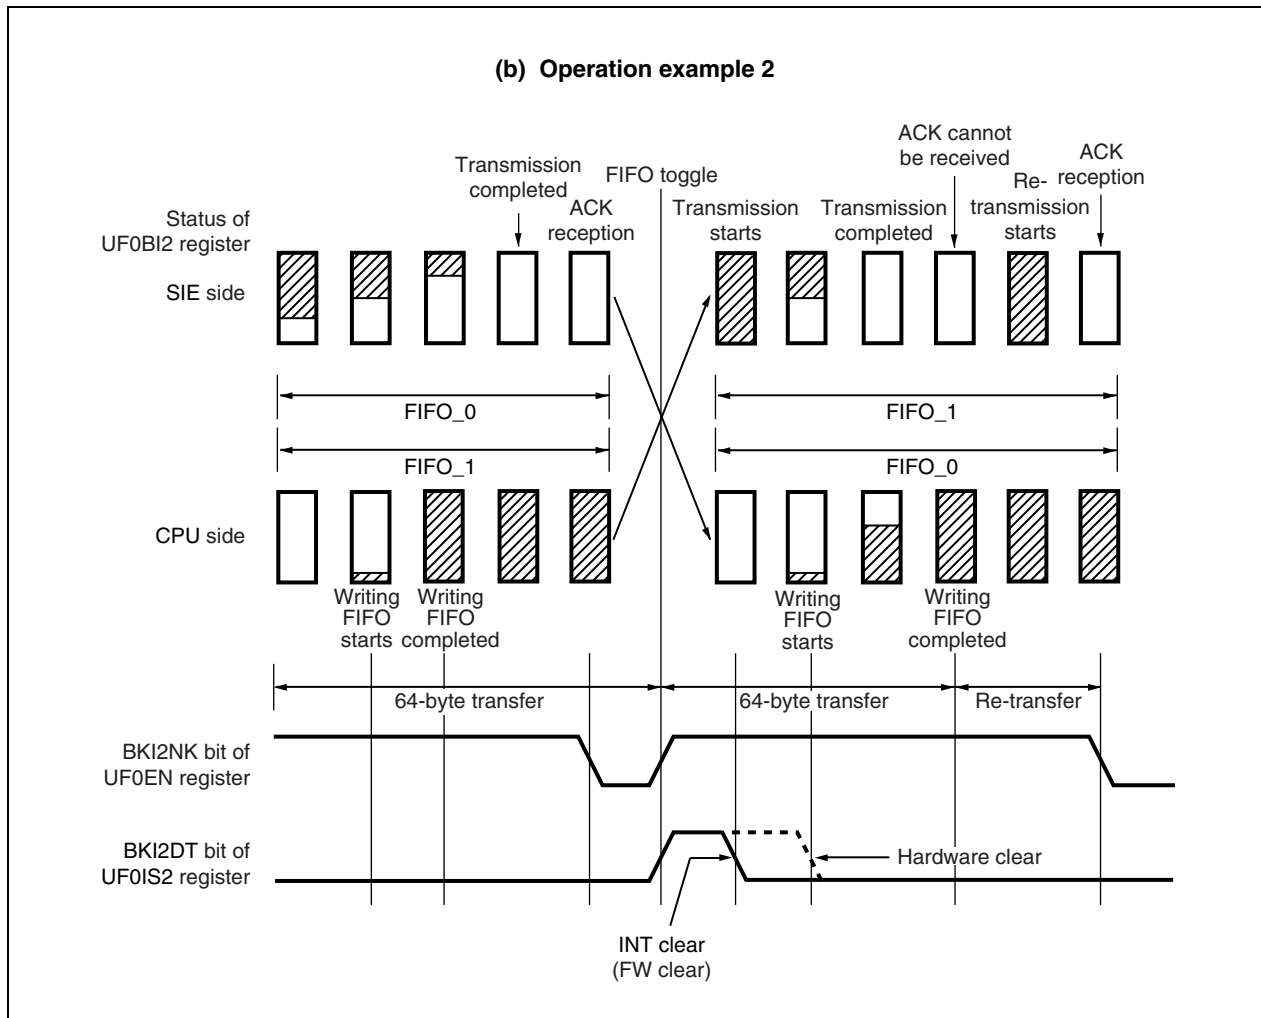 (b) Operation example 2
ACK cannot
be received
ACK
reception
Transmission
completed
FIFO toggle
Re-
transmission
starts
Status of
UF0BI2 register
ACK
reception
Transmission
starts
Transmission
completed
SIE side
FIFO_0
FIFO_1
FIFO_1
FIFO_0
CPU side
Writing
FIFO
starts
Writing
FIFO
completed
Writing
FIFO
starts
Writing
FIFO
completed
64-byte transfer
64-byte transfer
Re-transfer
BKI2NK bit of
UF0EN register
BKI2DT bit of
UF0IS2 register
Hardware clear
INT clear
(FW clear)